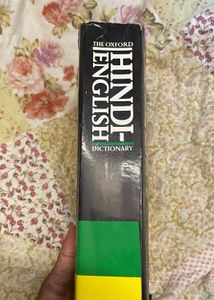 THE OXFORD
HINDI-
ENGLISH
DICTIONARY